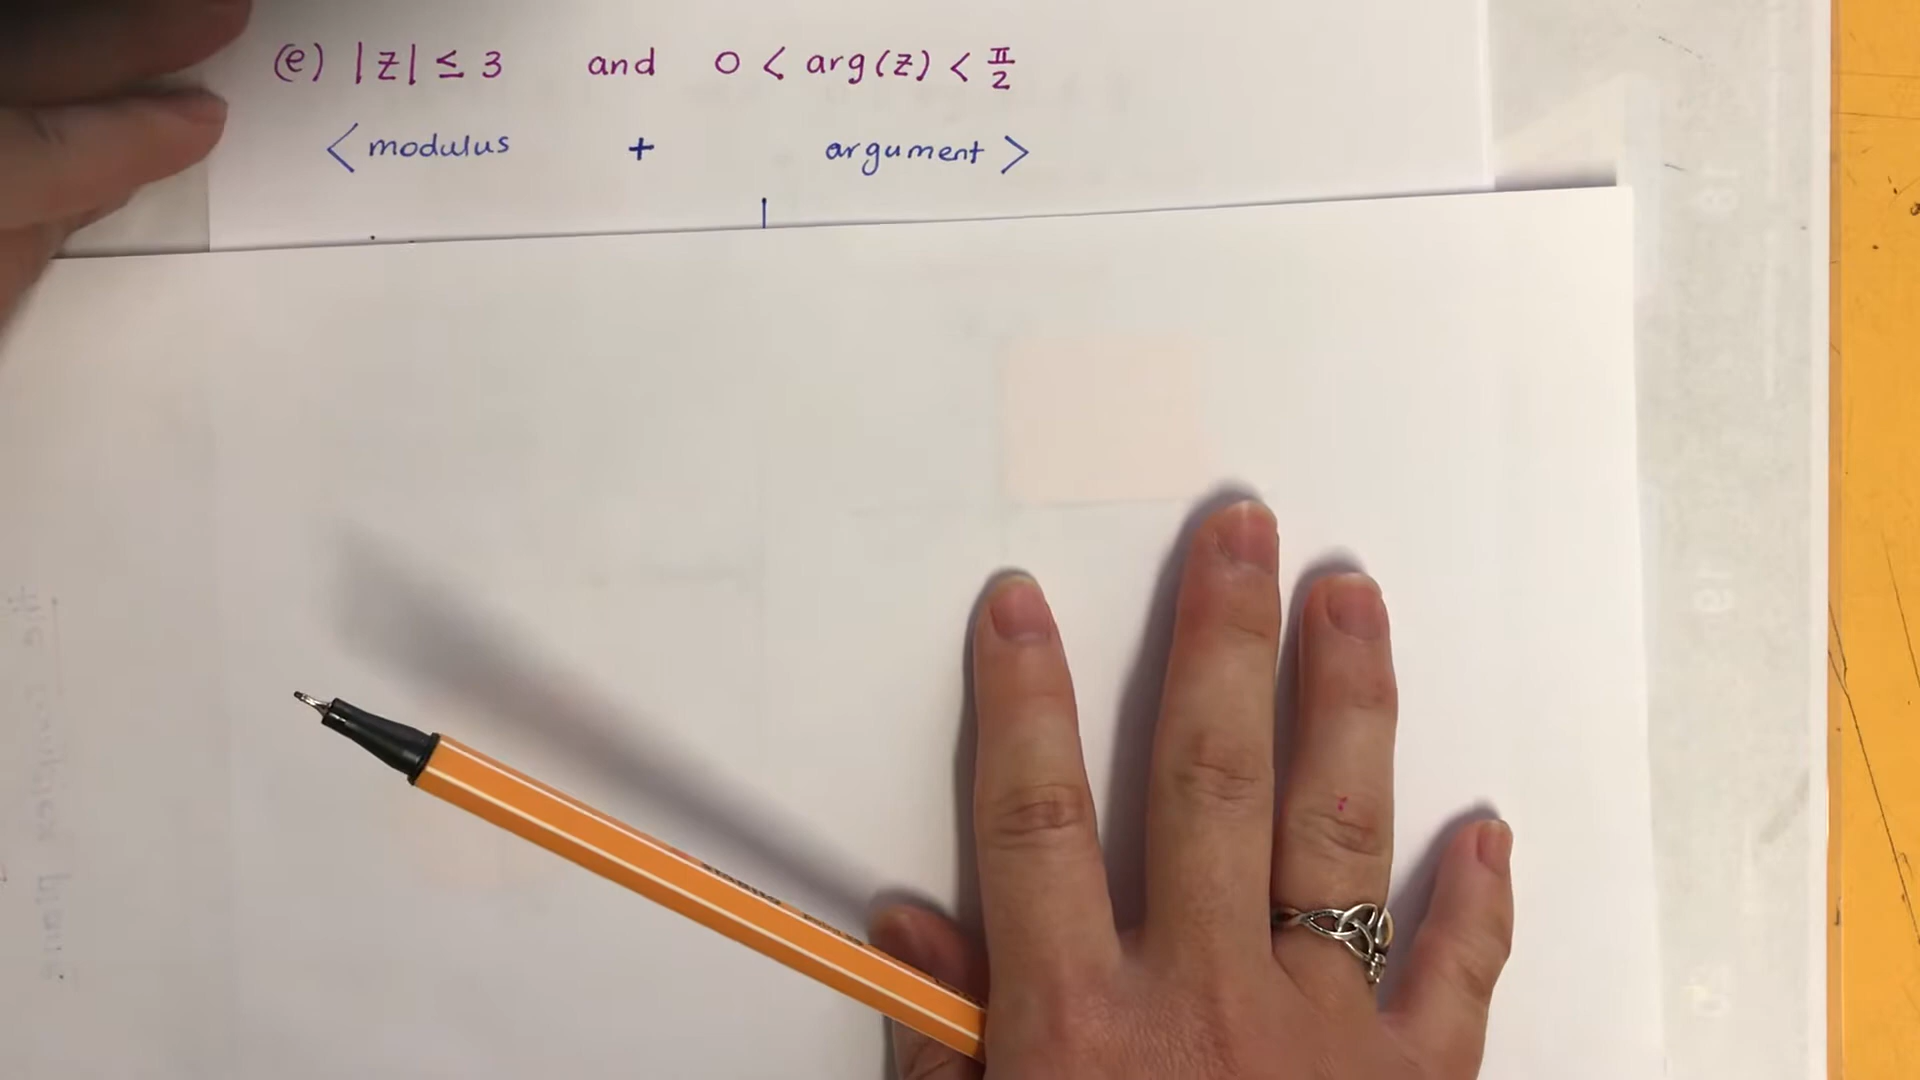 (e) |z| ≤ 3 and 0 < arg(z) < π/2
< modulus + argument >